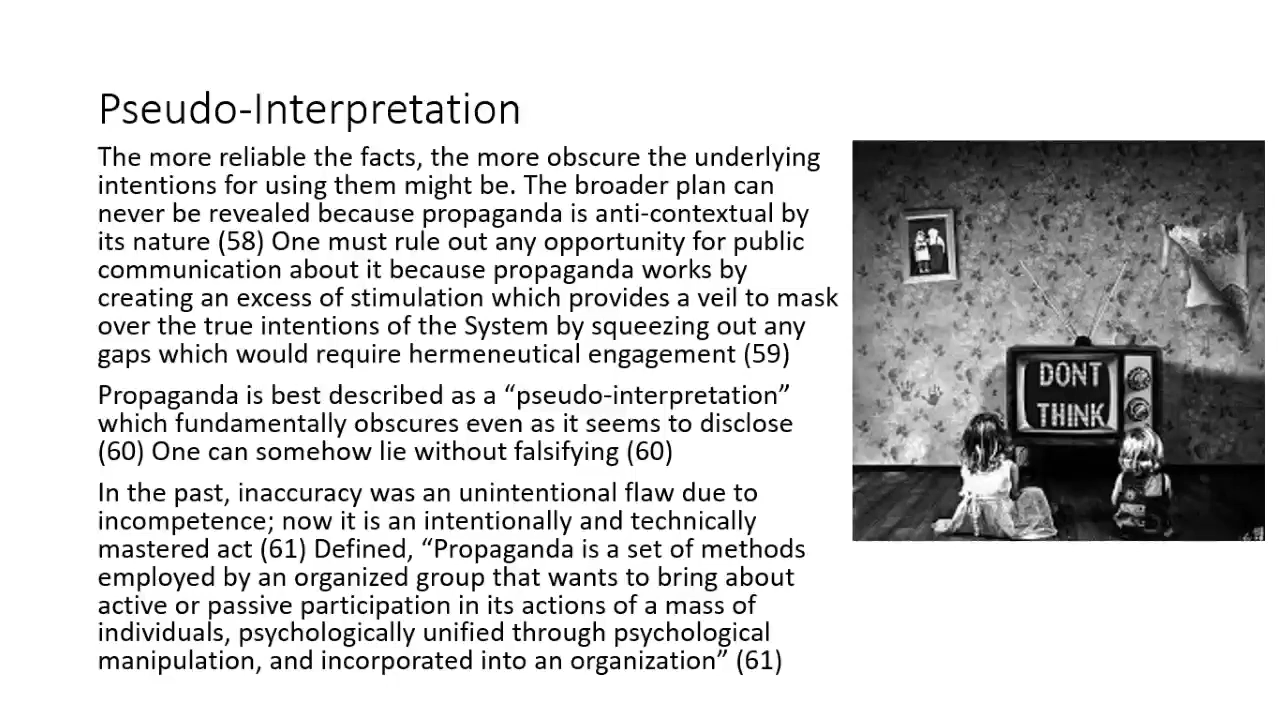 Pseudo-Interpretation
The more reliable the facts, the more obscure the underlying
intentions for using them might be. The broader plan can
never be revealed because propaganda is anti-contextual by
its nature (58) One must rule out any opportunity for public
communication about it because propaganda works by
creating an excess of stimulation which provides a veil to mask
over the true intentions of the System by squeezing out any
gaps which would require hermeneutical engagement (59)
Propaganda is best described as a “pseudo-interpretation”
which fundamentally obscures even as it seems to disclose
(60) One can somehow lie without falsifying (60)
In the past, inaccuracy was an unintentional flaw due to
incompetence; now it is an intentionally and technically
mastered act (61) Defined, “Propaganda is a set of methods
employed by an organized group that wants to bring about
active or passive participation in its actions of a mass of
individuals, psychologically unified through psychological
manipulation, and incorporated into an organization” (61)
DONT
THINK